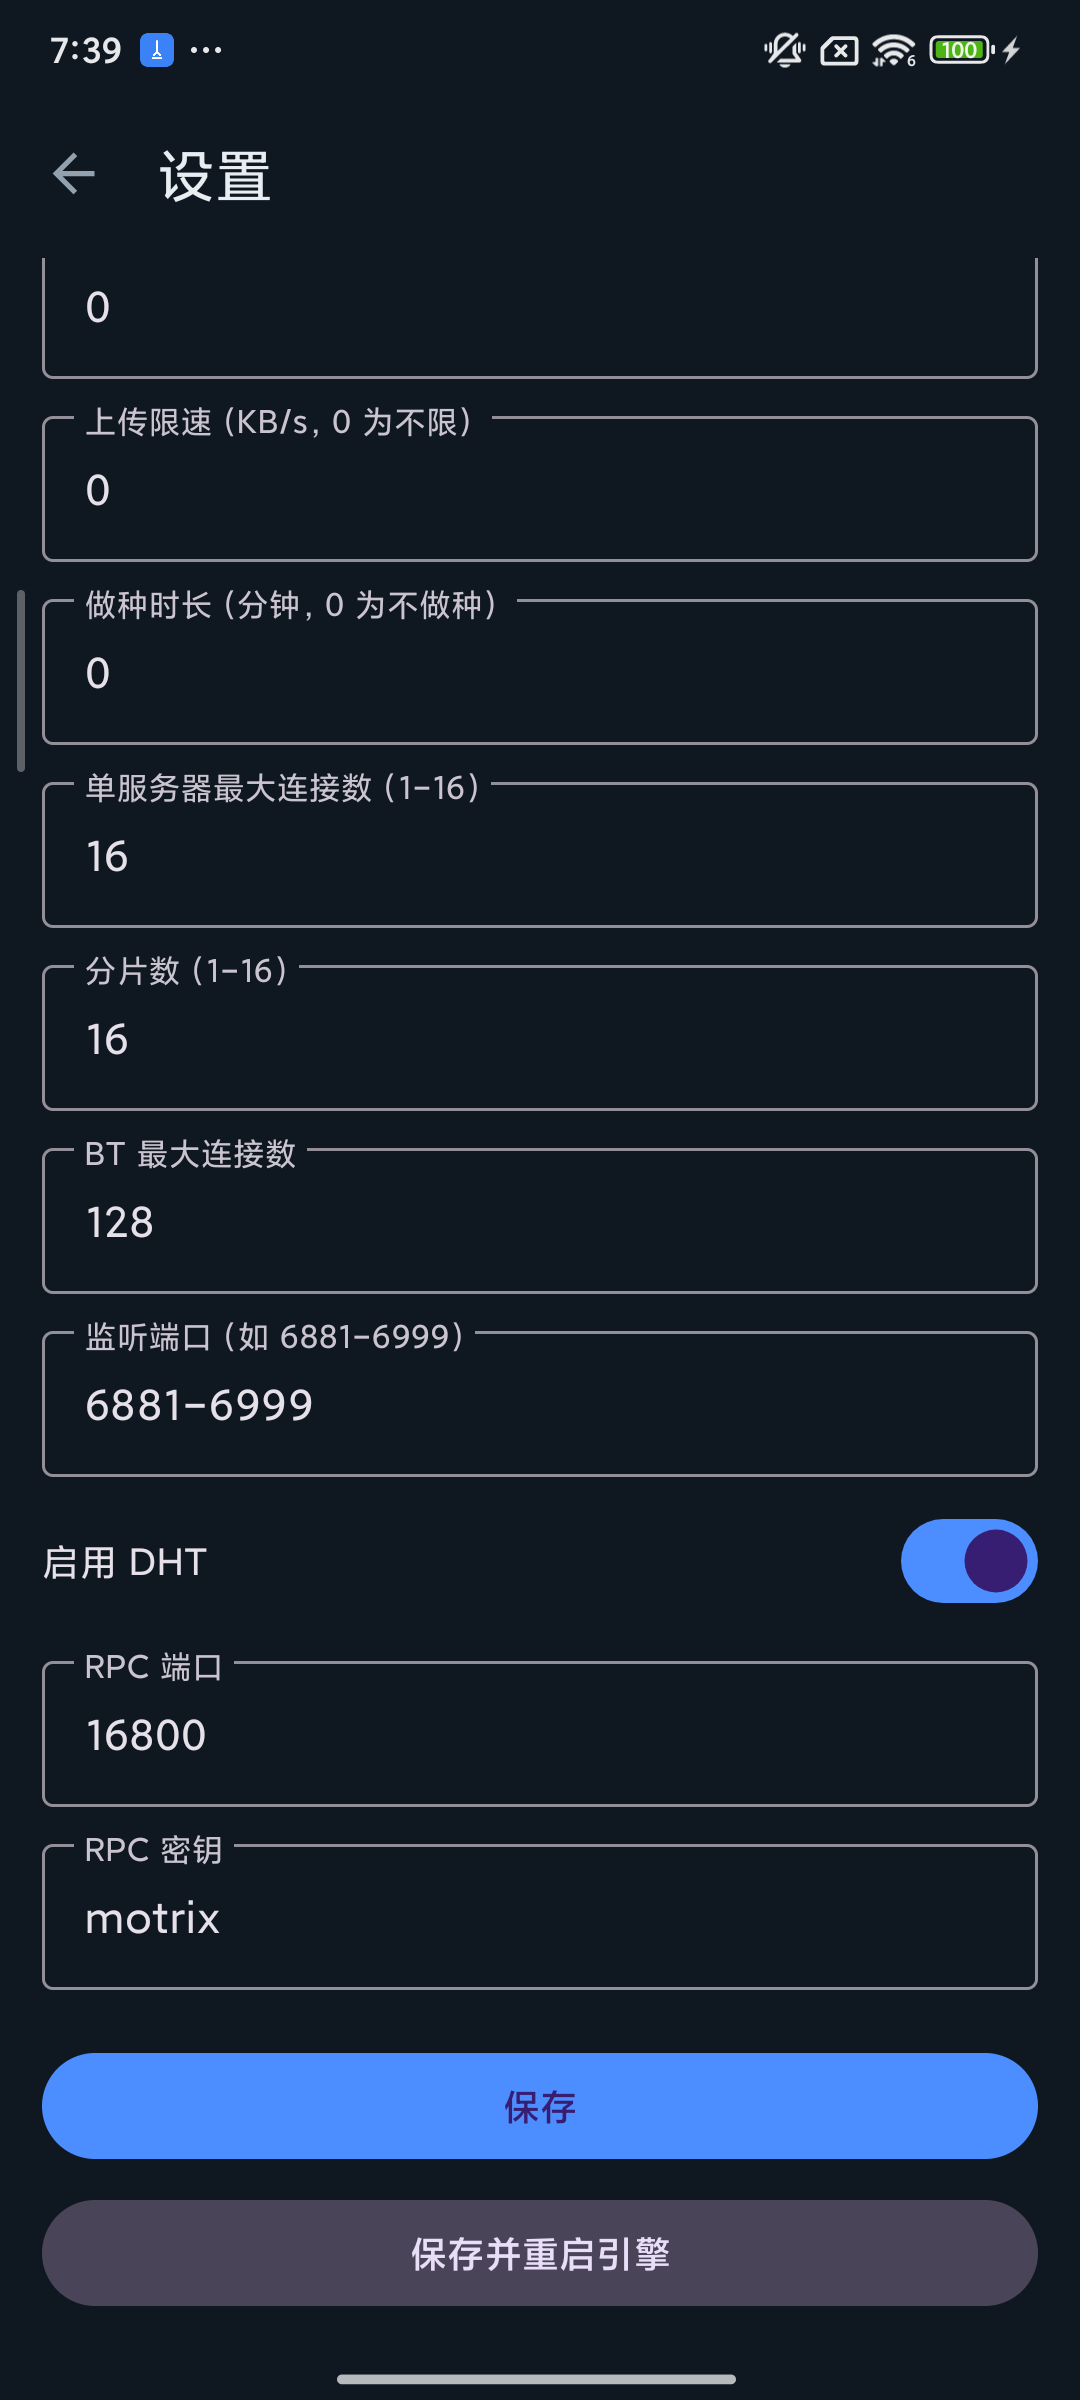 7:39
6
100
设置
0
上传限速 (KB/s, 0 为不限)
0
做种时长 (分钟, 0 为不做种)
0
单服务器最大连接数 (1-16)
16
分片数 (1-16)
16
BT 最大连接数
128
监听端口 (如 6881-6999)
6881-6999
启用 DHT
RPC 端口
16800
RPC 密钥
motrix
保存
保存并重启引擎